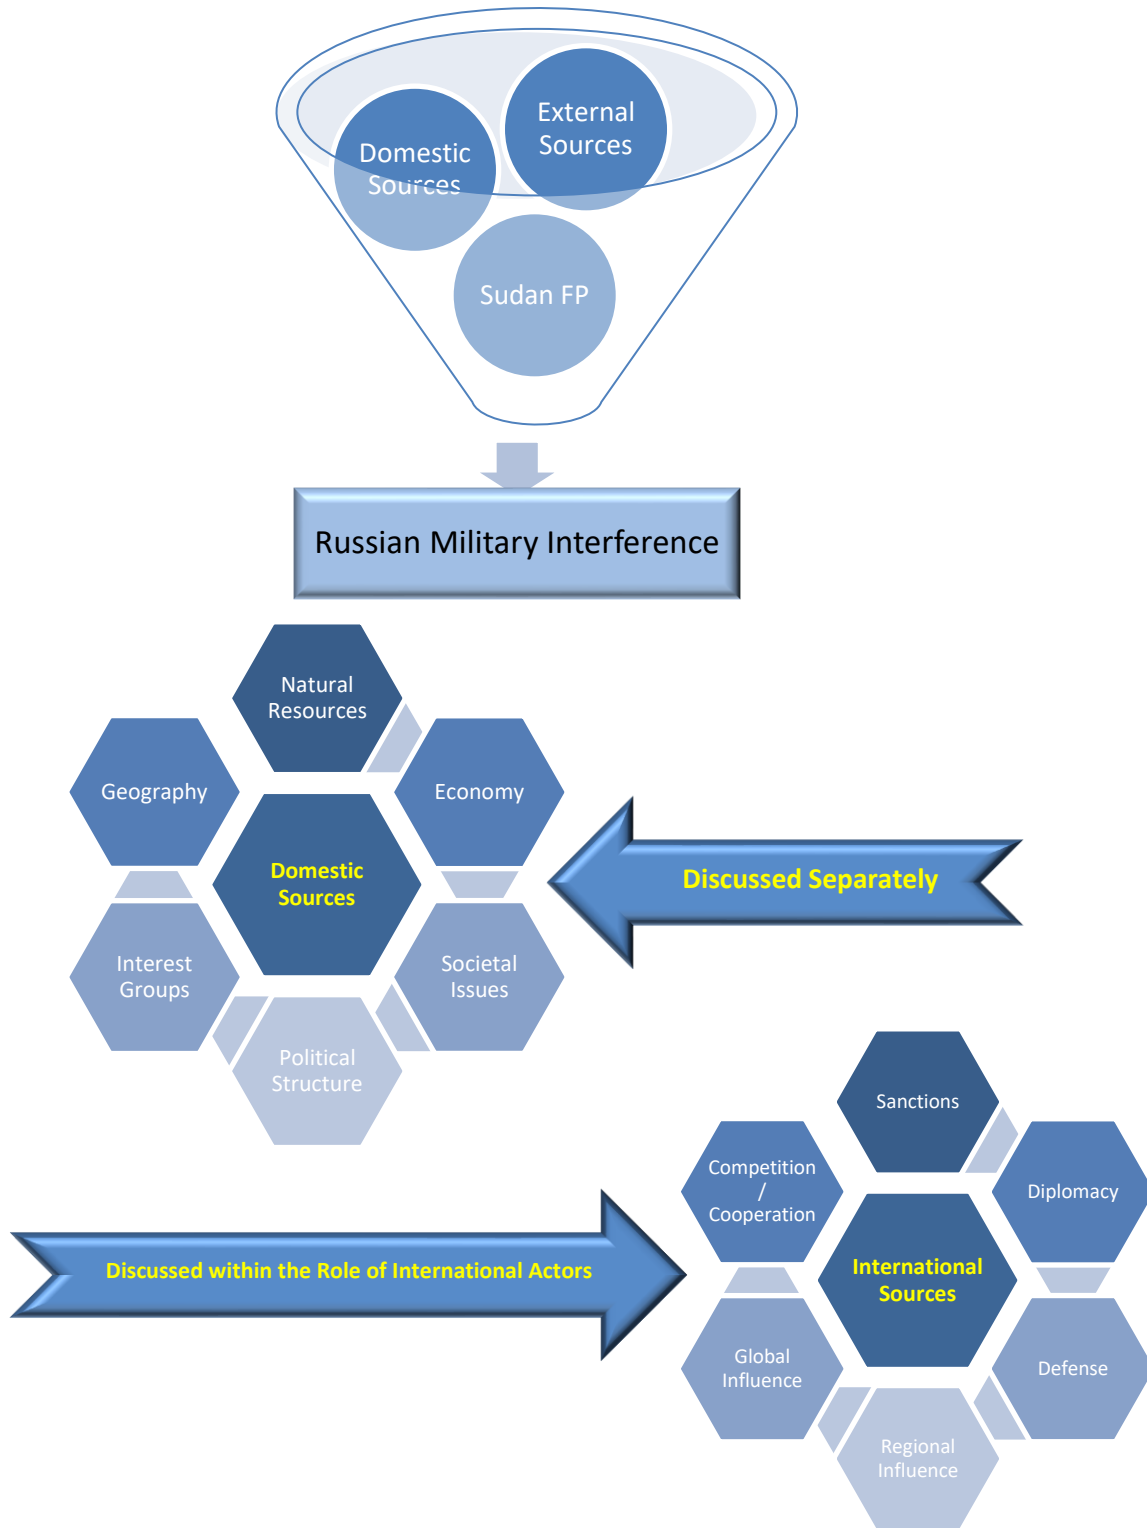 External
Sources
Domestic
Sources
Sudan FP
Russian Military Interference
Natural
Resources
Geography
Economy
Domestic
Sources
Discussed Separately
Interest
Groups
Societal
Issues
Political
Structure
Sanctions
Competition
/
Cooperation
Diplomacy
International
Sources
Discussed within the Role of International Actors
Global
Influence
Defense
Regional
Influence